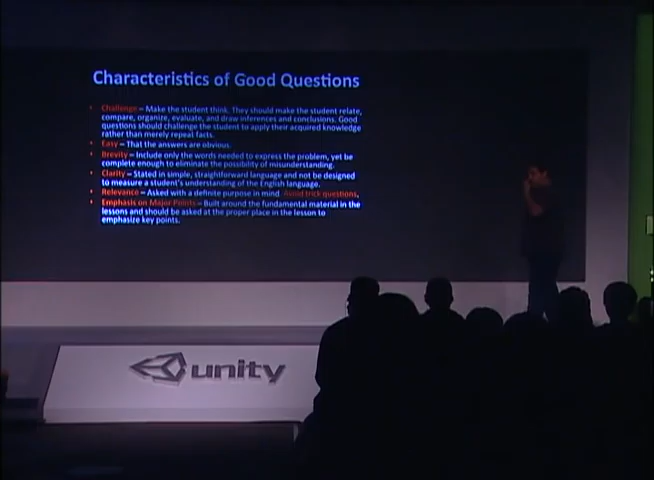 Characteristics of Good Questions
• Challenge – Make the student think. They should make the student relate,
compare, organize, evaluate, and draw inferences and conclusions. Good
questions should challenge the student to apply their acquired knowledge
rather than merely repeat facts.
• Easy – That the answers are obvious.
• Brevity – Include only the words needed to express the problem, yet be
complete enough to eliminate the possibility of misunderstanding.
• Clarity – Stated in simple, straightforward language and not be designed
to measure a student's understanding of the English language.
• Relevance – Asked with a definite purpose in mind. Avoid trick questions.
• Emphasis on Major Points – Built around the fundamental material in the
lessons and should be asked at the proper place in the lesson to
emphasize key points.
unity